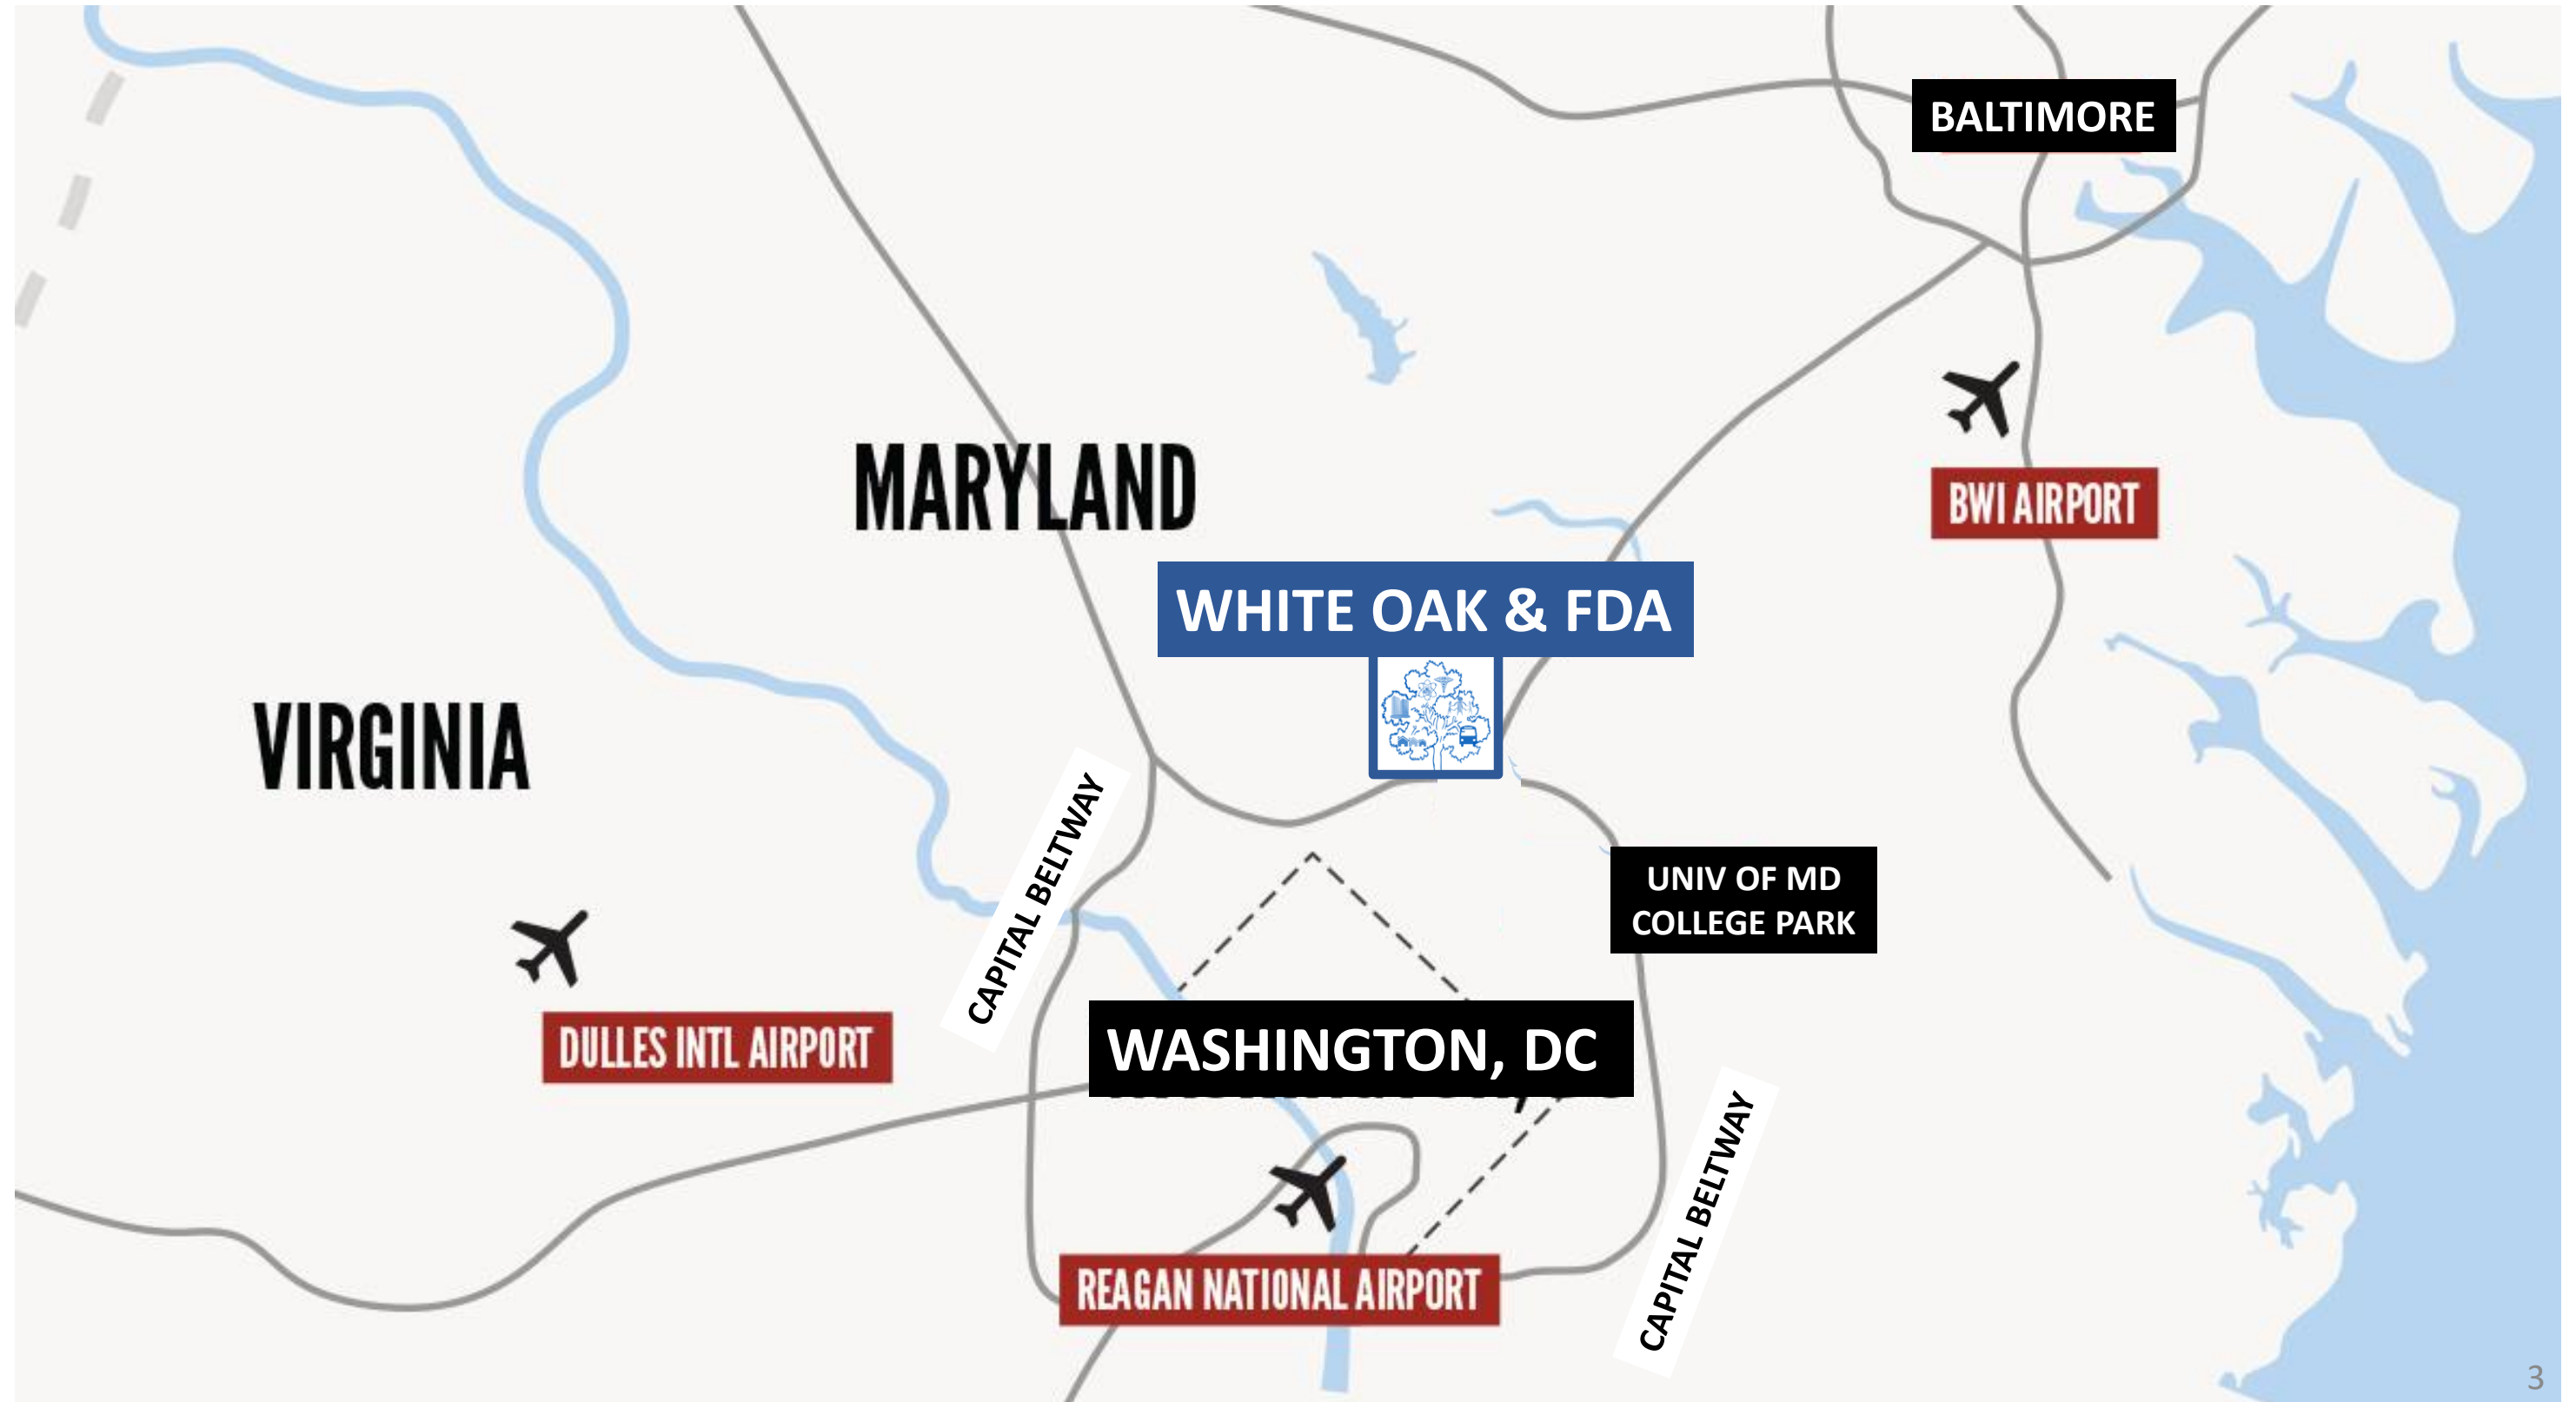 BALTIMORE
MARYLAND
BWI AIRPORT
WHITE OAK & FDA
VIRGINIA
CAPITAL BELTWAY
UNIV OF MD
COLLEGE PARK
DULLES INTL AIRPORT
WASHINGTON, DC
CAPITAL BELTWAY
REAGAN NATIONAL AIRPORT
3